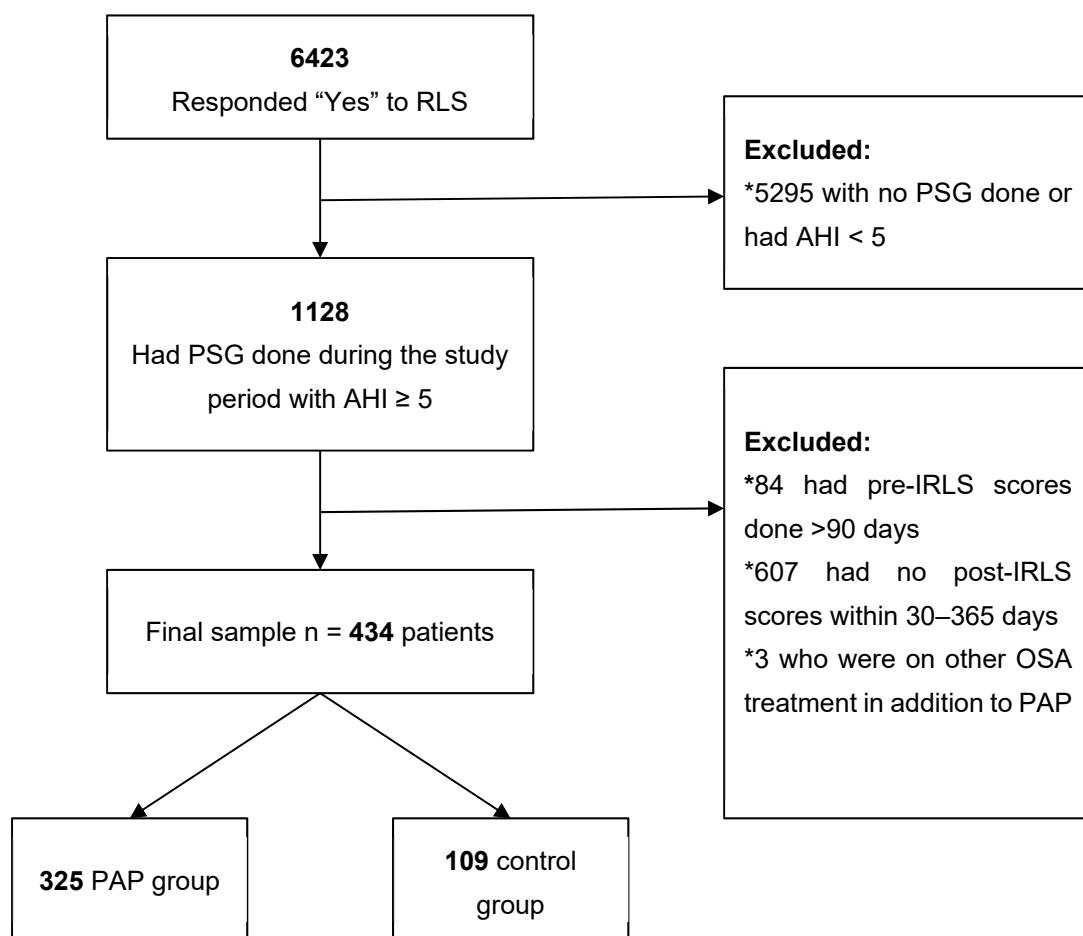 6423
Responded “Yes” to RLS
Excluded:
*5295 with no PSG done or
had AHI < 5
1128
Had PSG done during the study
period with AHI ≥ 5
Excluded:
*84 had pre-IRLS scores
done >90 days
*607 had no post-IRLS
scores within 30–365 days
*3 who were on other OSA
treatment in addition to PAP
Final sample n = 434 patients
325 PAP group
109 control
group